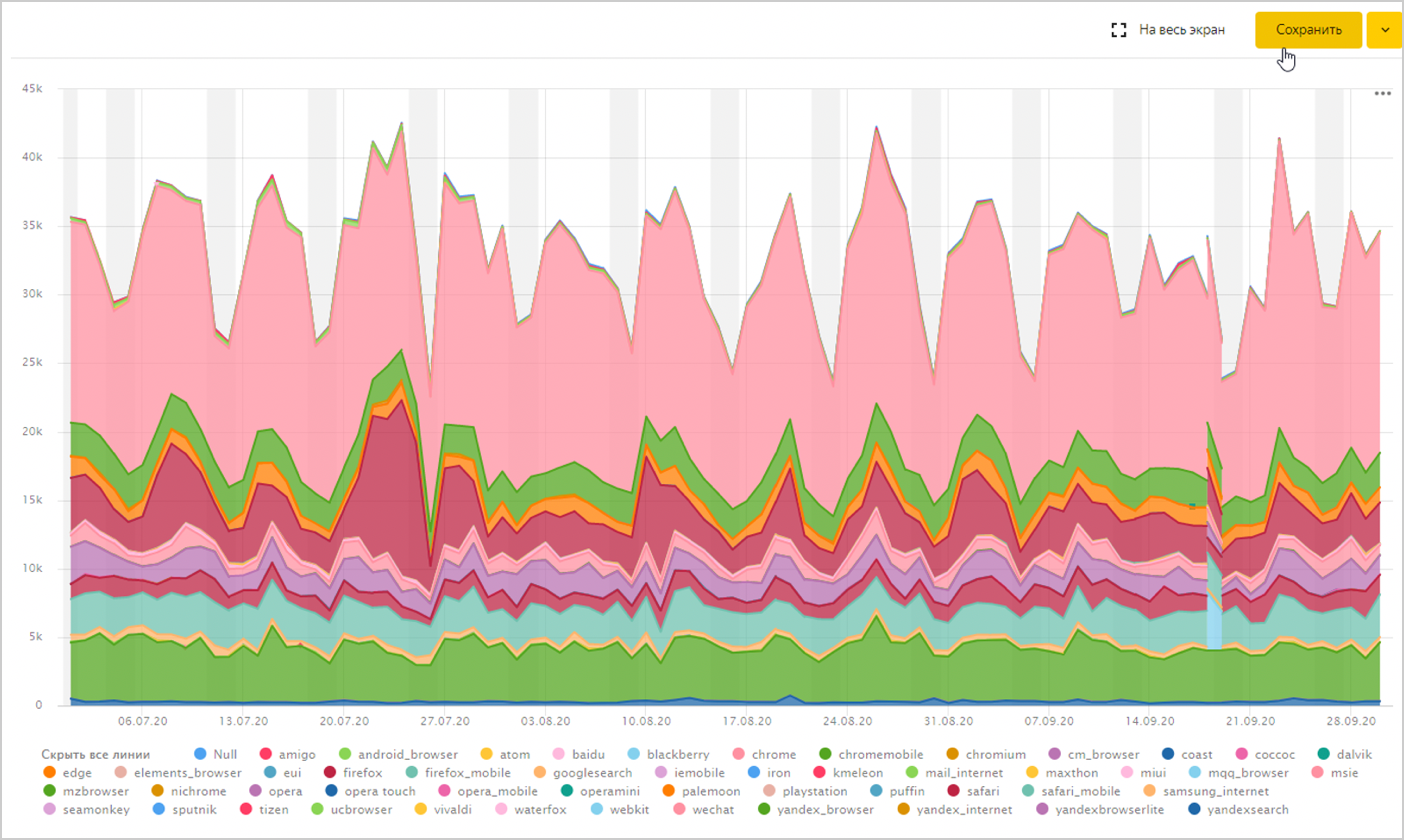 На весь экран Сохранить
45k
40k
35k
30k
25k
20k
15k
10k
5k
0
06.07.20 13.07.20 20.07.20 27.07.20 03.08.20 10.08.20 17.08.20 24.08.20 31.08.20 07.09.20 14.09.20 21.09.20 28.09.20
Скрыть все линии Null amigo android_browser atom baidu blackberry chrome chromemobile chromium cm_browser coast coccoc dalvik
edge elements_browser eui firefox firefox_mobile googlesearch iemobile iron kmeleon mail_internet maxthon miui mqq_browser msie
mzbrowser nichrome opera opera touch opera_mobile operamini palemoon playstation puffin safari safari_mobile samsung_internet
seamonkey sputnik tizen ucbrowser vivaldi waterfox webkit wechat yandex_browser yandex_internet yandexbrowserlite yandexsearch